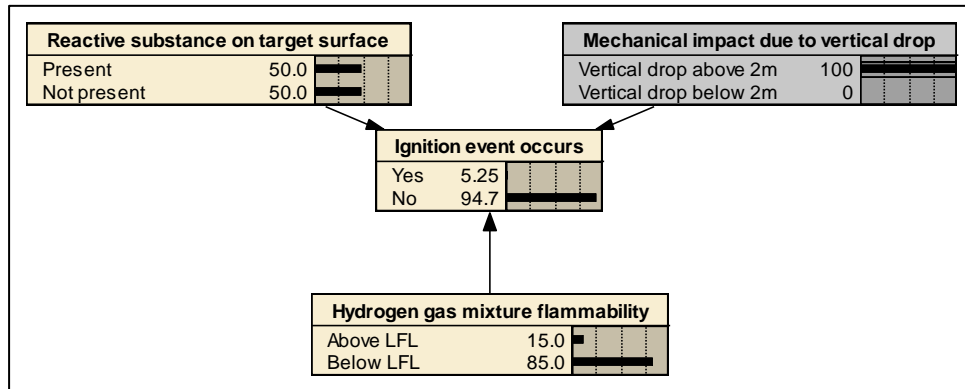 Reactive substance on target surface
Present 50.0
Not present 50.0
Mechanical impact due to vertical drop
Vertical drop above 2m 100
Vertical drop below 2m 0
Ignition event occurs
Yes 5.25
No 94.7
Hydrogen gas mixture flammability
Above LFL 15.0
Below LFL 85.0